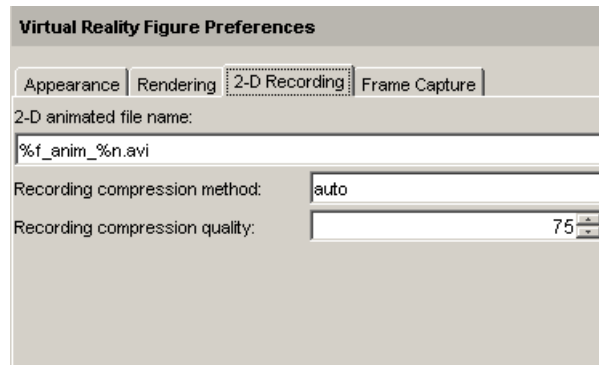 Virtual Reality Figure Preferences
Appearance Rendering 2-D Recording Frame Capture
2-D animated file name:
%f_anim_%n.avi
Recording compression method: auto
Recording compression quality: 75